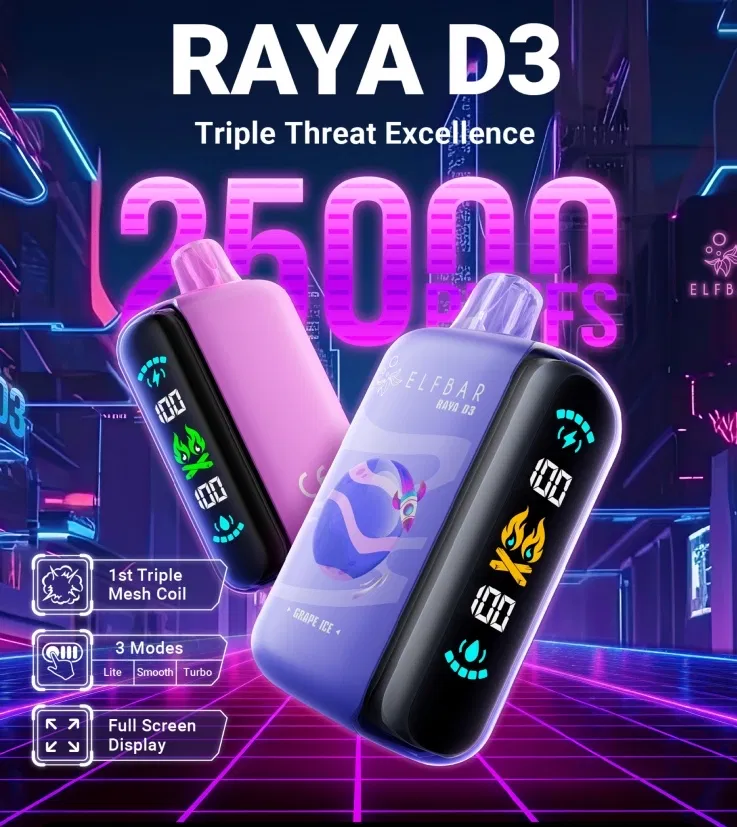 RAYA D3
Triple Threat Excellence
25000
PUFFS
ELFBAR
RAYA D3
100
100
100
100
GRAPE ICE
1st Triple
Mesh Coil
3 Modes
Lite Smooth Turbo
Full Screen
Display